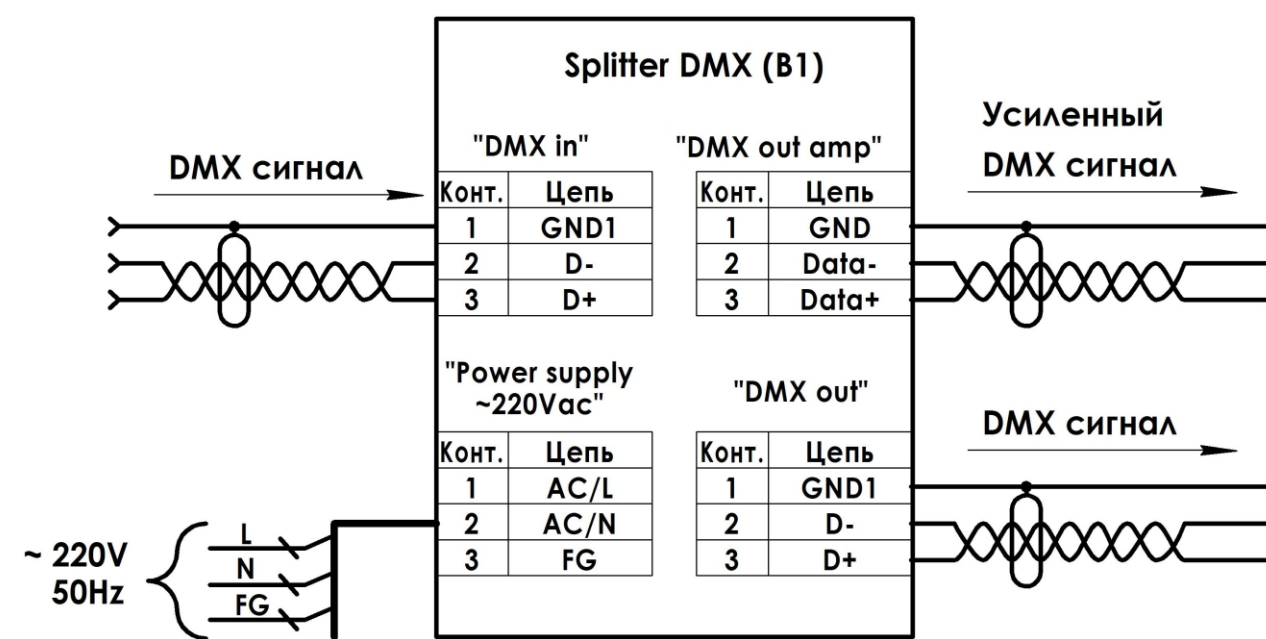 Splitter DMX (B1)
DMX сигнал
"DMX in"
Конт. Цепь
1 GND1
2 D-
3 D+
"DMX out amp"
Конт. Цепь
1 GND
2 Data-
3 Data+
Усиленный
DMX сигнал
"Power supply
~220Vac"
Конт. Цепь
1 AC/L
2 AC/N
3 FG
"DMX out"
Конт. Цепь
1 GND1
2 D-
3 D+
DMX сигнал
~ 220V
50Hz
L
N
FG